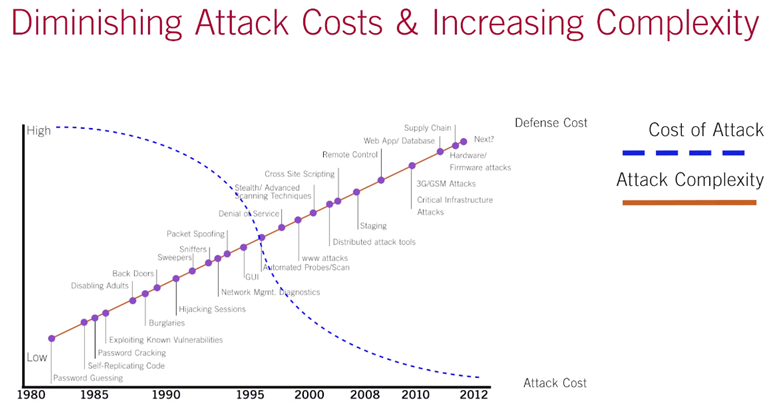 Diminishing Attack Costs & Increasing Complexity
High
Defense Cost
Cost of Attack
Attack Complexity
Supply Chain
Web App/ Database
Next?
Remote Control
Hardware/
Firmware attacks
Cross Site Scripting
3G/GSM Attacks
Stealth/ Advanced
Scanning Techniques
Critical Infrastructure
Attacks
Denial of Service
Staging
Packet Spoofing
Distributed attack tools
Sniffers
Sweepers
www attacks
Automated Probes/Scan
GUI
Back Doors
Disabling Adults
Network Mgmt. Diagnostics
Hijacking Sessions
Burglaries
Exploiting Known Vulnerabilities
Password Cracking
Low
Self-Replicating Code
Password Guessing
Attack Cost
1980 1985 1990 1995 2000 2008 2010 2012